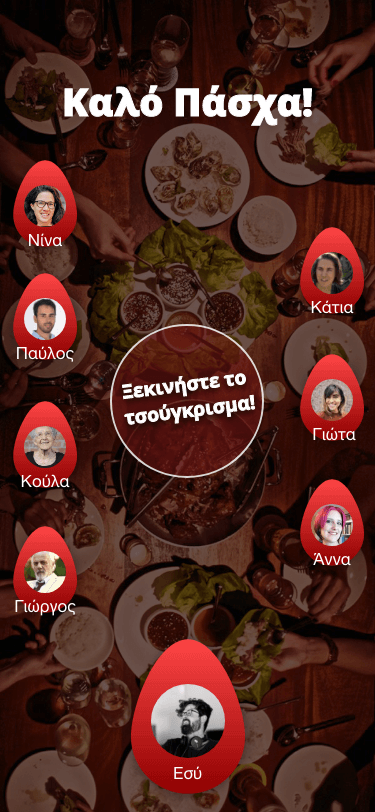 Καλό Πάσχα!
Νίνα
Κάτια
Παύλος
Ξεκινήστε το
τσούγκρισμα!
Γιώτα
Κούλα
Άννα
Γιώργος
Εσύ